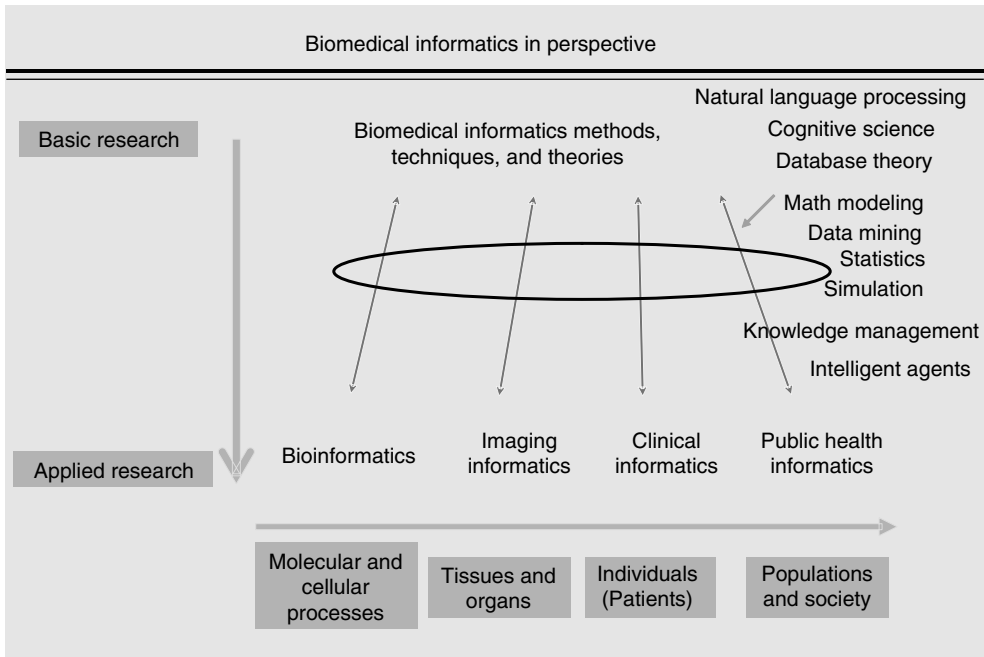 Biomedical informatics in perspective
Basic research
Biomedical informatics methods,
techniques, and theories
Natural language processing
Cognitive science
Database theory
Math modeling
Data mining
Statistics
Simulation
Knowledge management
Intelligent agents
Applied research
Bioinformatics
Imaging
informatics
Clinical
informatics
Public health
informatics
Molecular and
cellular
processes
Tissues and
organs
Individuals
(Patients)
Populations
and society